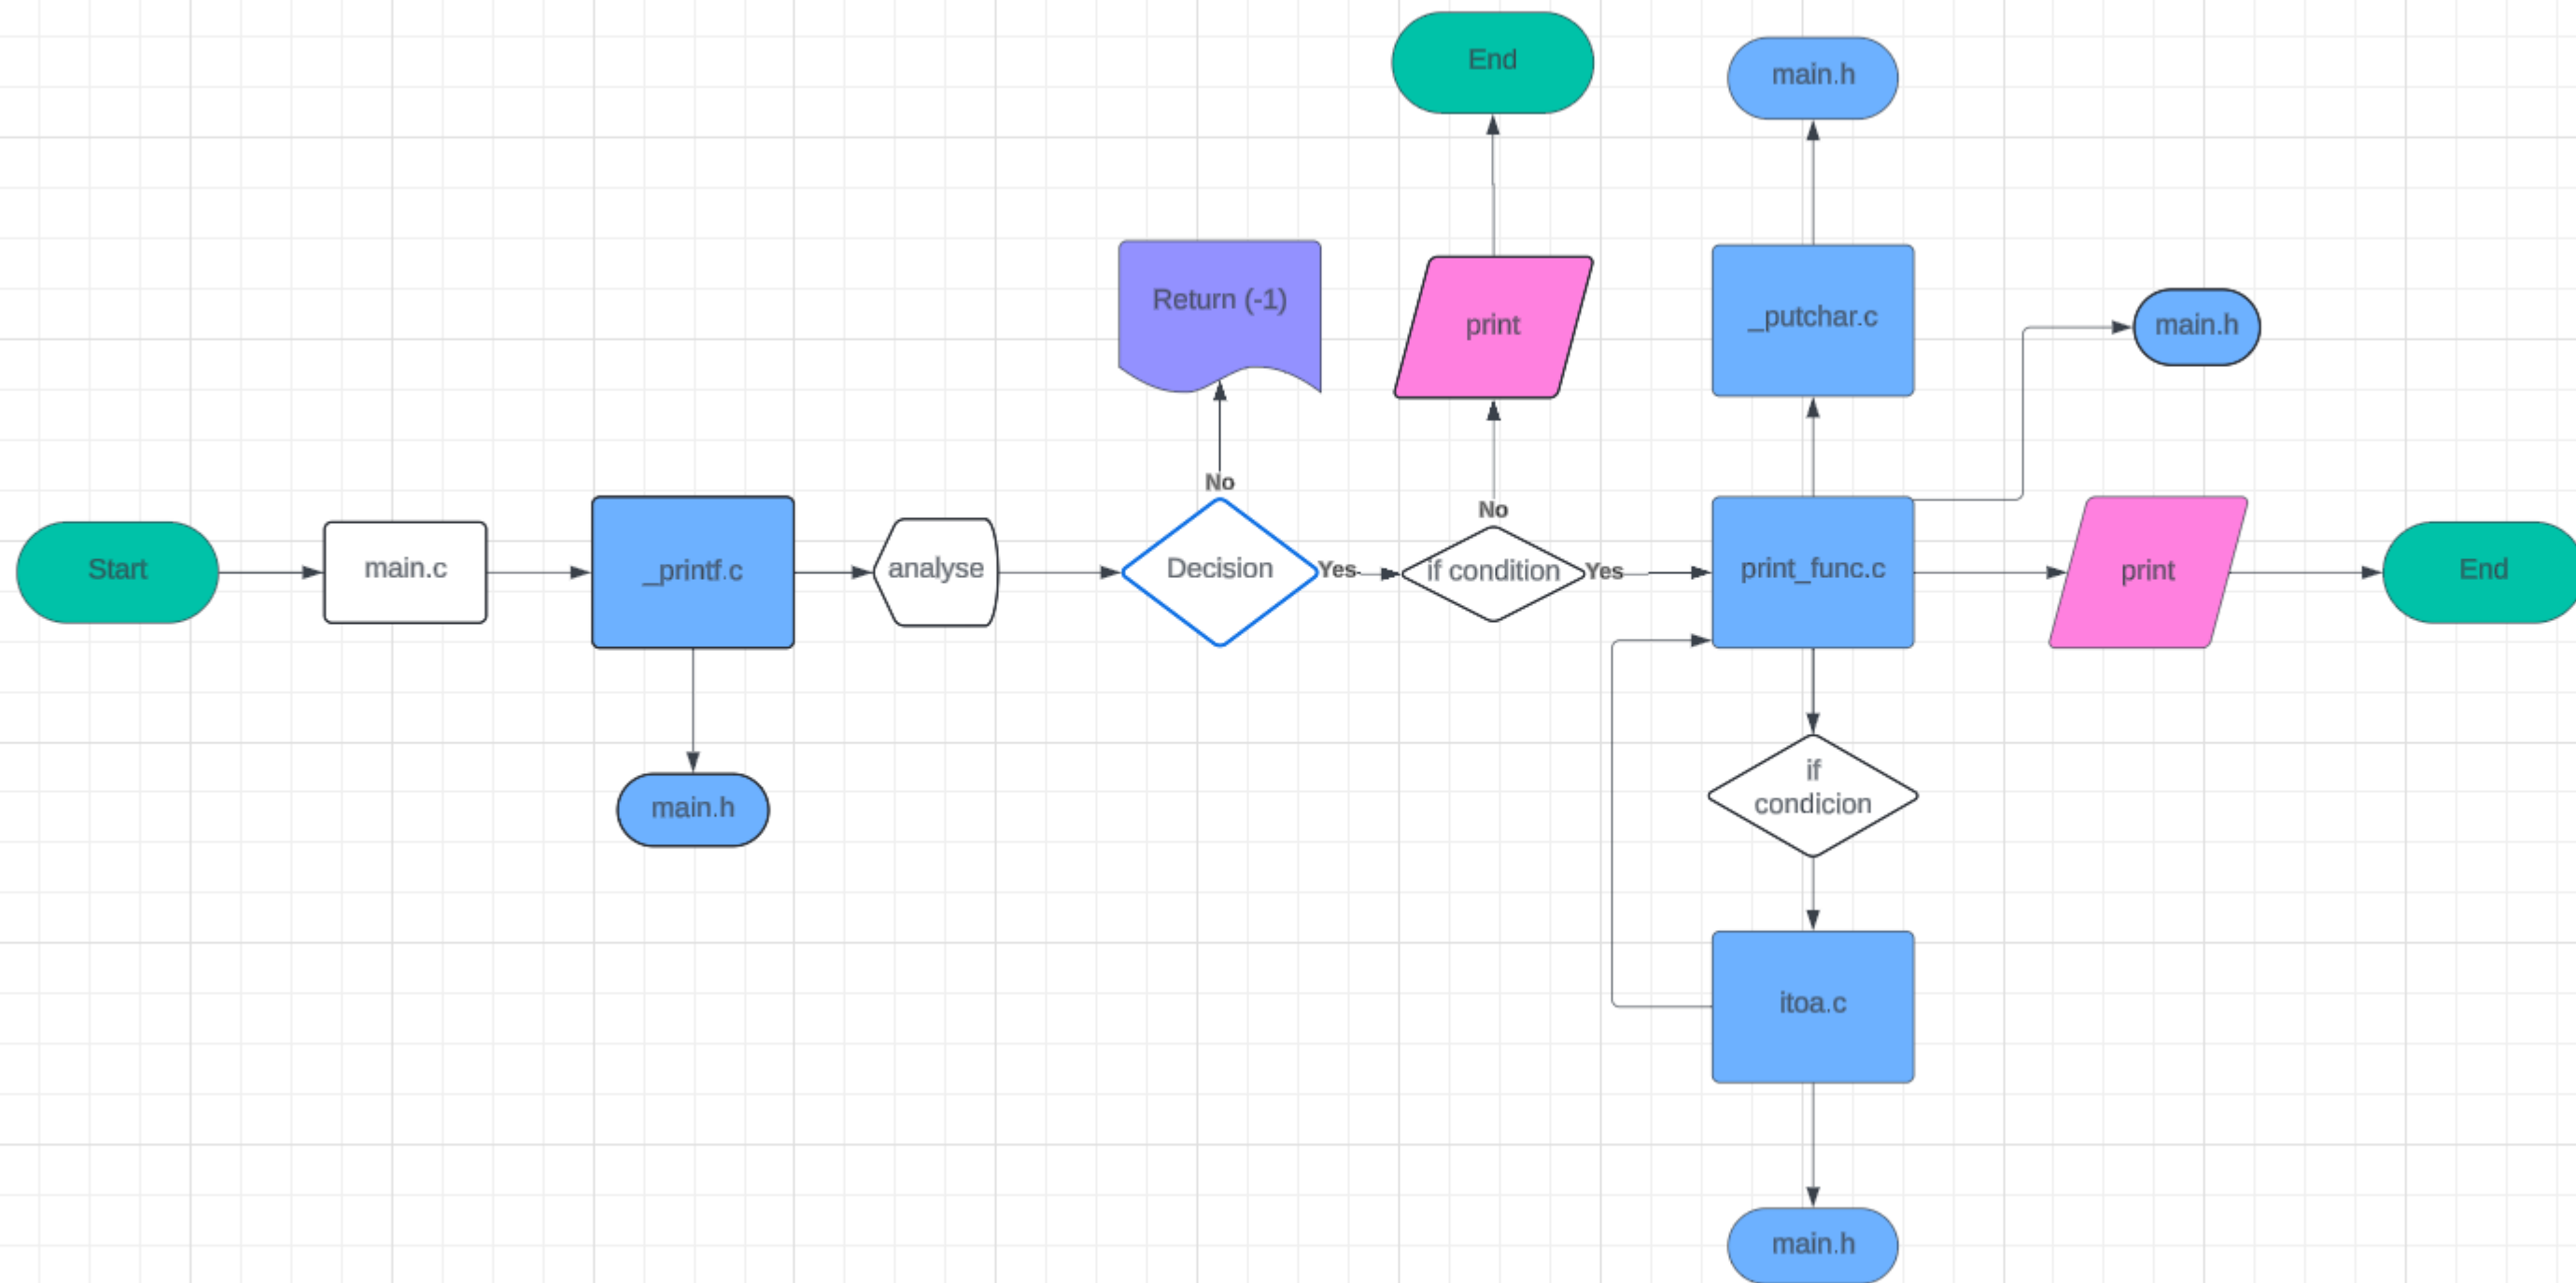 End
main.h
Return (-1)
print
_putchar.c
main.h
No
No
Start
main.c
_printf.c
analyse
Decision
Yes
if condition
Yes
print_func.c
print
End
if
condicion
main.h
itoa.c
main.h